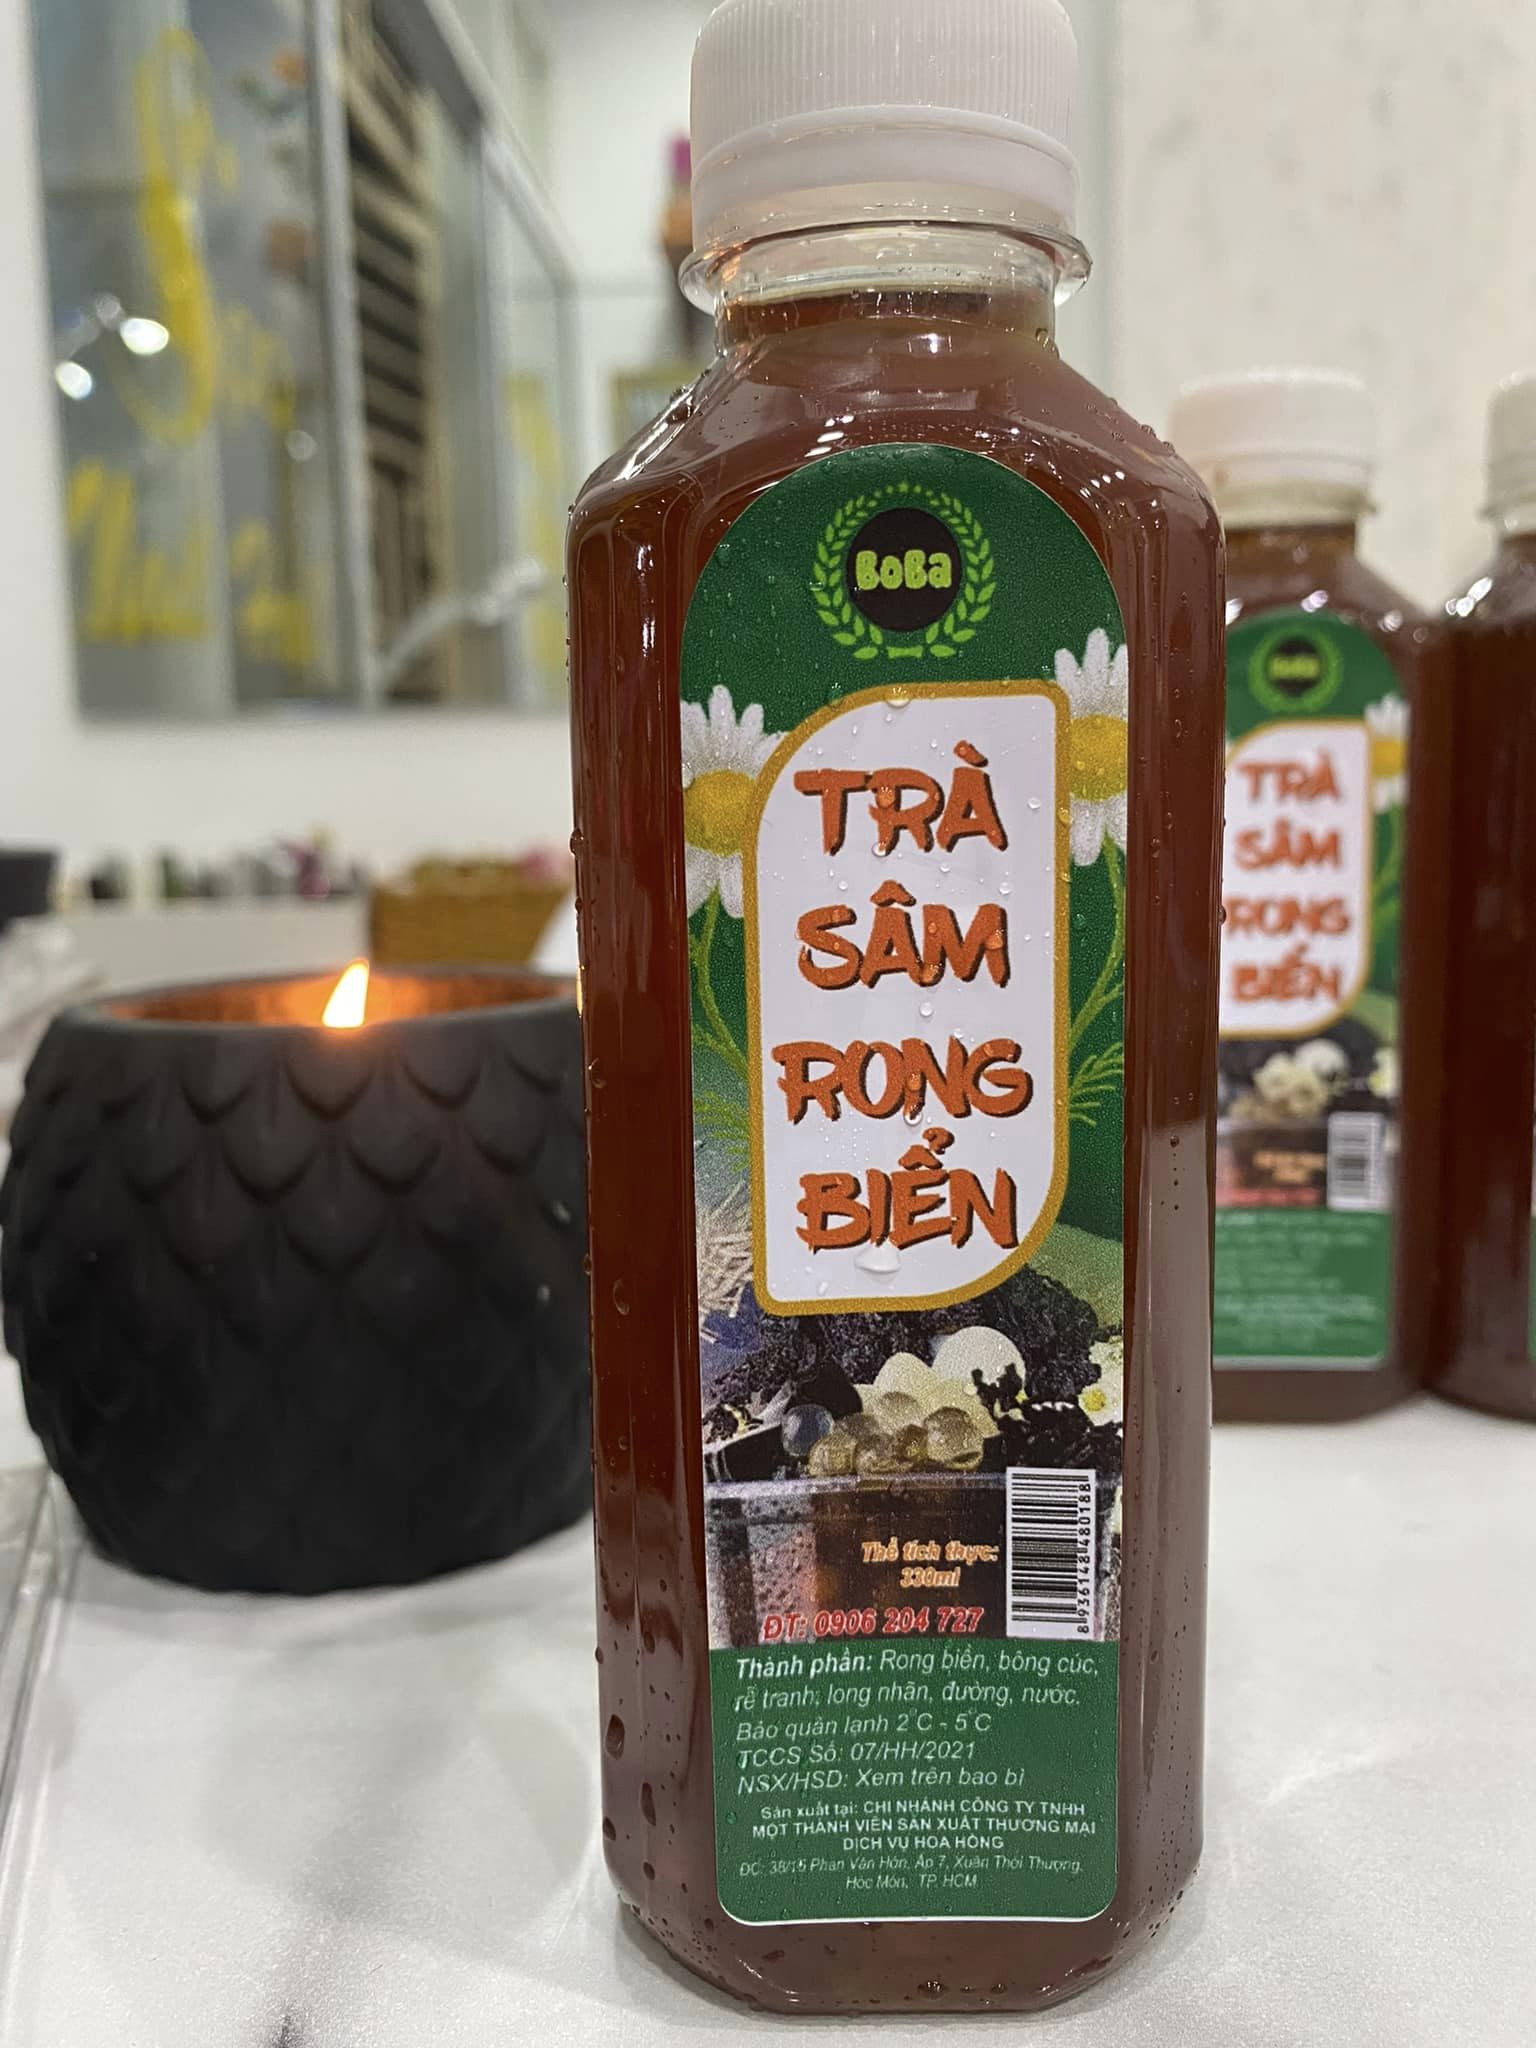 BOBA
TRÀ
SÂM
RONG
BIỂN
Thể tích thực:
330ml
ĐT: 0906 204 727
8936148480188
Thành phần: Rong biển, bông cúc,
rễ tranh, long nhãn, đường, nước.
Bảo quản lạnh 2°C - 5°C
TCCS Số: 07/HH/2021
NSX/HSD: Xem trên bao bì
Sản xuất tại: CHI NHÁNH CÔNG TY TNHH
MỘT THÀNH VIÊN SẢN XUẤT THƯƠNG MẠI
DỊCH VỤ HOA HỒNG
ĐC: 38/15 Phan Văn Hớn, Ấp 7, Xuân Thới Thượng,
Hóc Môn, TP. HCM
TRÀ
SÂM
RONG
BIỂN